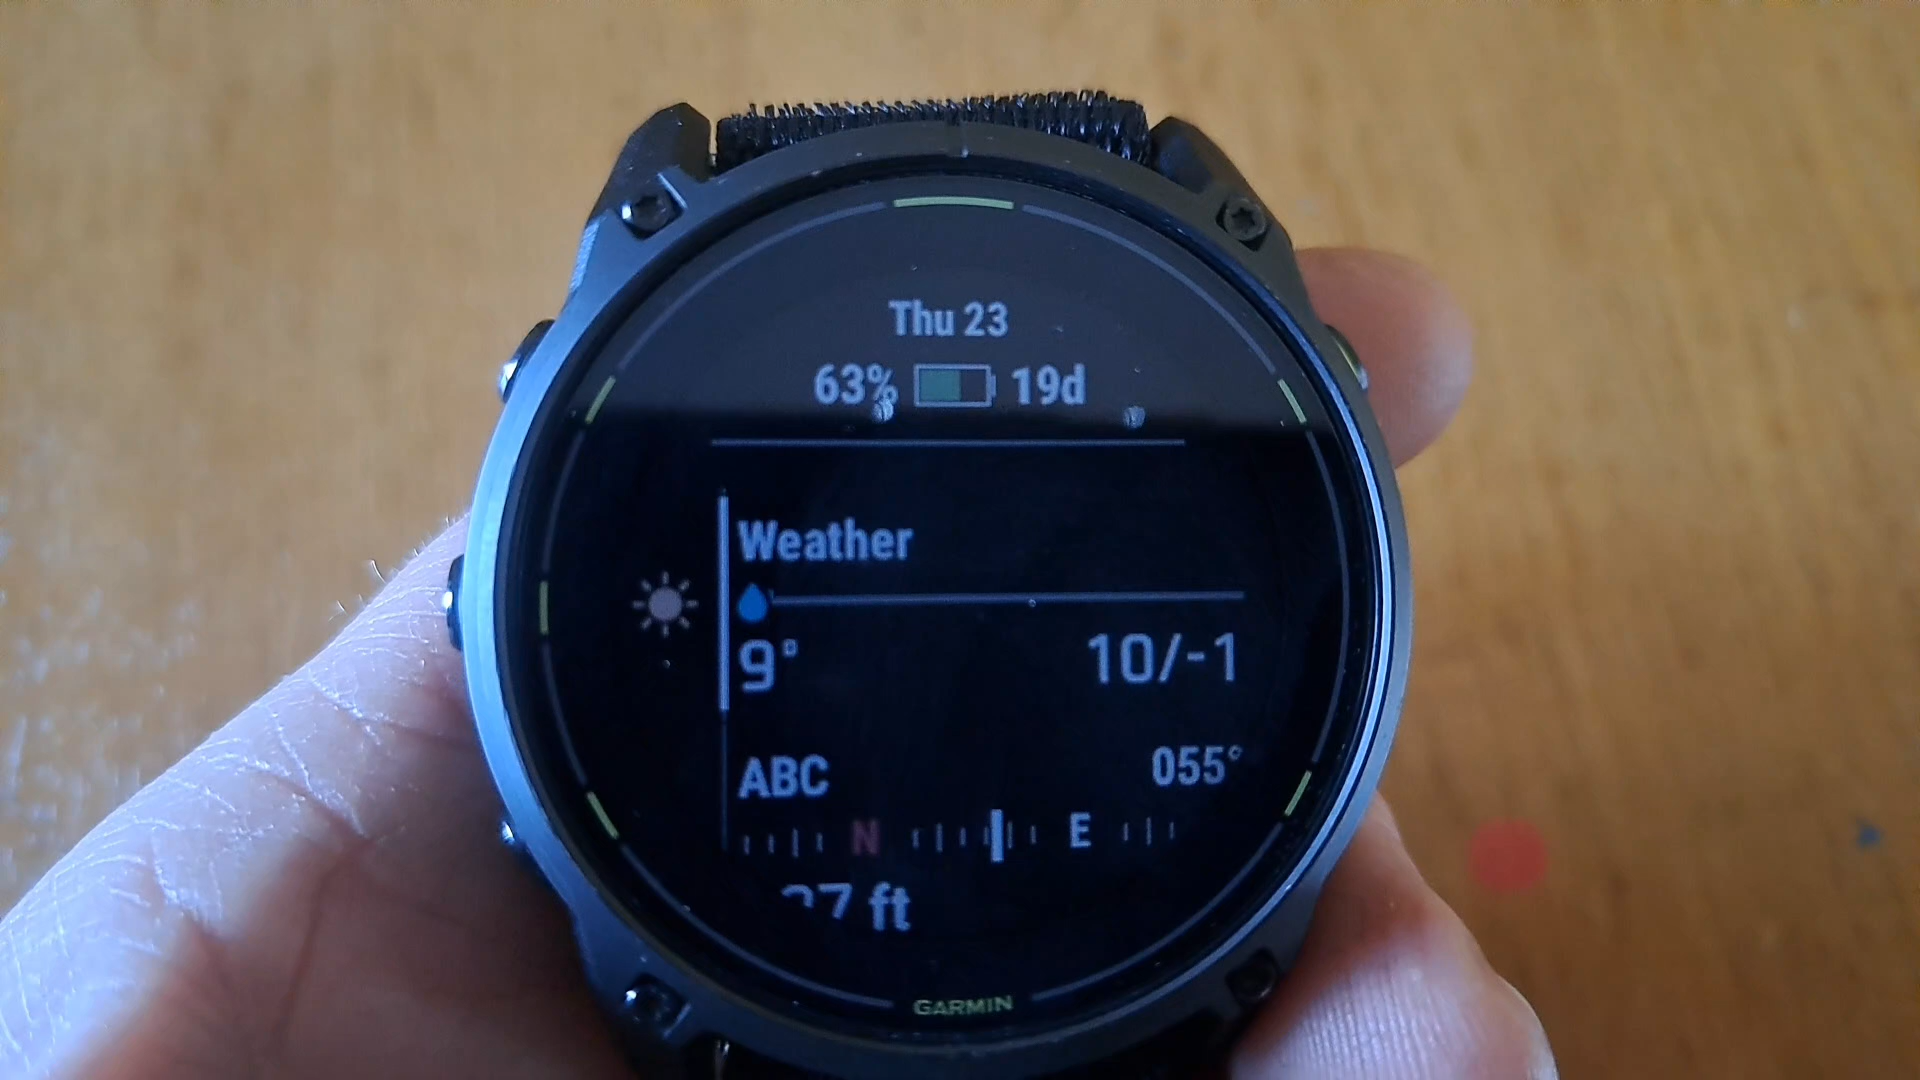 Thu 23
63% 19d
Weather
9° 10/-1
ABC 055°
N E
ft
GARMIN